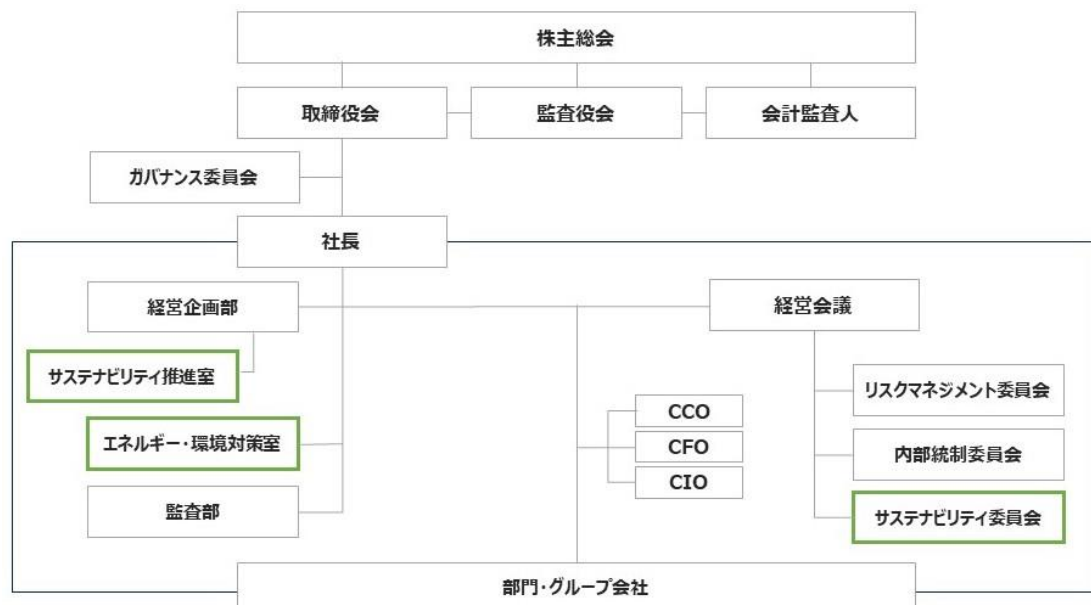 株主総会
取締役会
監査役会
会計監査人
ガバナンス委員会
社長
経営企画部
経営会議
サステナビリティ推進室
リスクマネジメント委員会
CCO
エネルギー・環境対策室
CFO
内部統制委員会
CIO
監査部
サステナビリティ委員会
部門・グループ会社